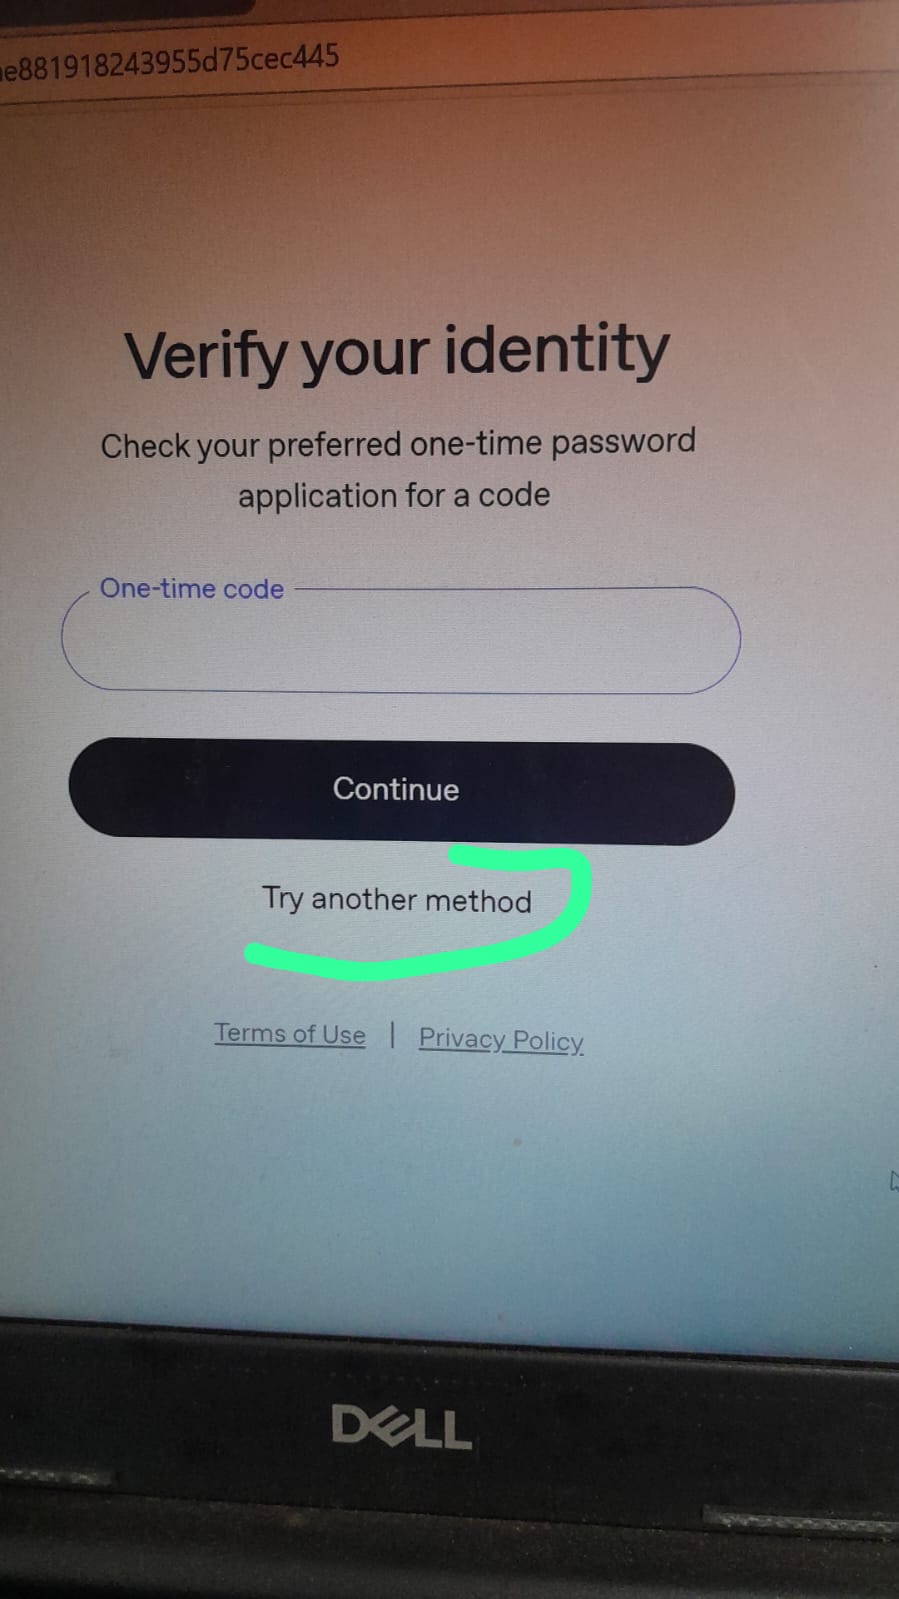 e881918243955d75cec445
Verify your identity
Check your preferred one-time password
application for a code
One-time code
Continue
Try another method
Terms of Use | Privacy Policy
DELL